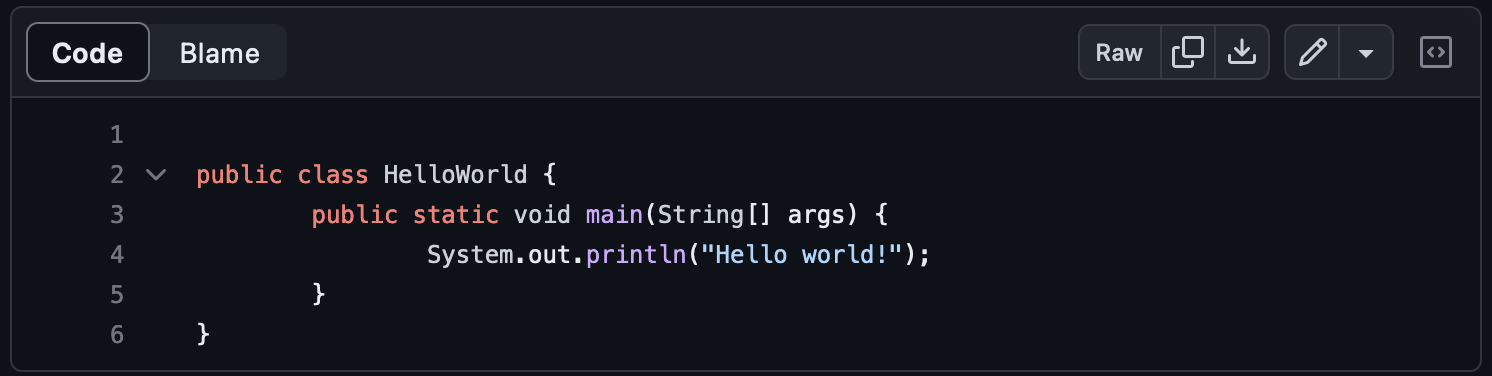 Code Blame Raw
1
2 public class HelloWorld {
3         public static void main(String[] args) {
4                 System.out.println("Hello world!");
5         }
6 }